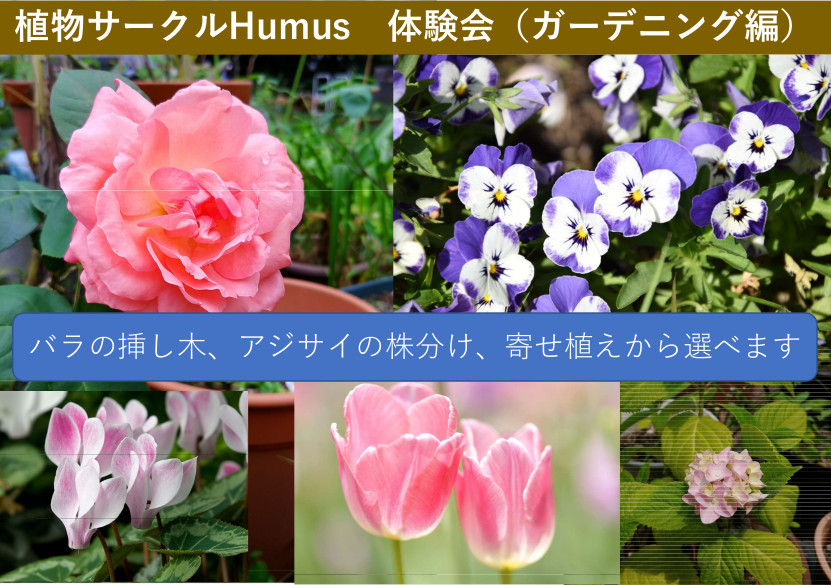 植物サークルHumus　体験会（ガーデニング編）
バラの挿し木、アジサイの株分け、寄せ植えから選べます